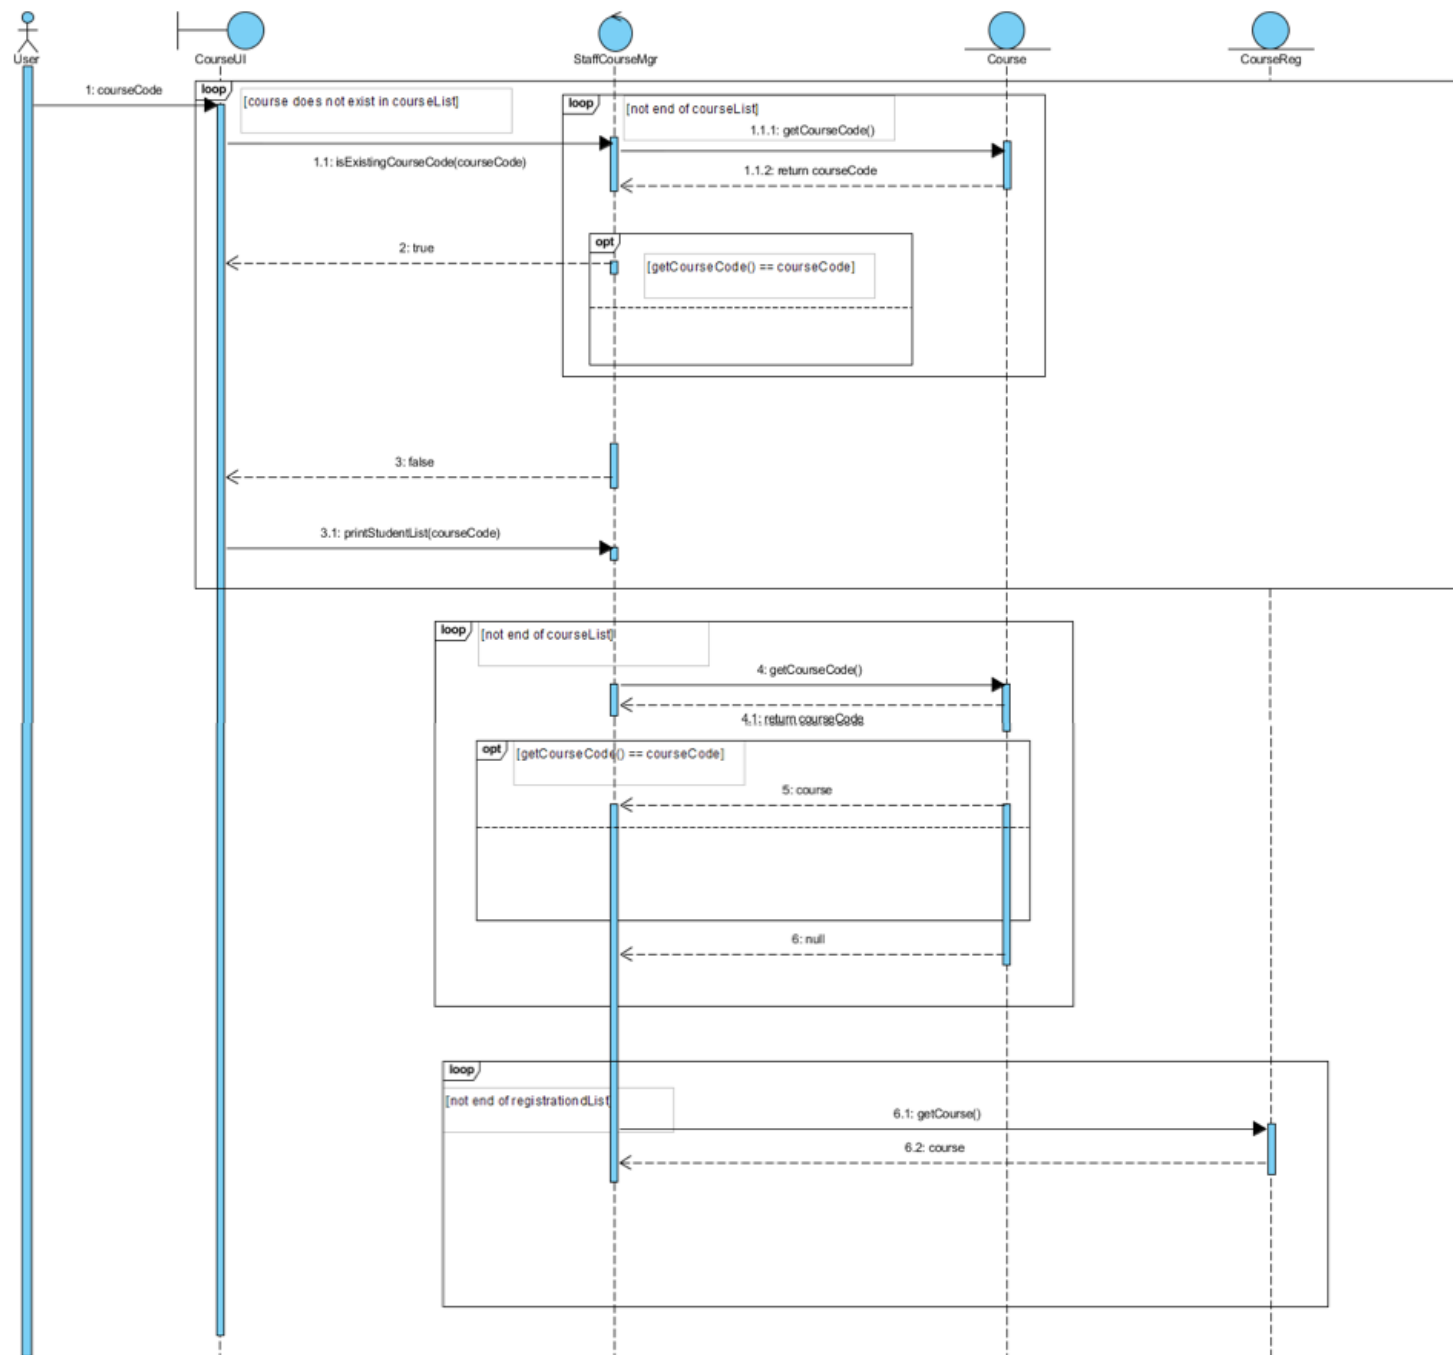 User
CourseUI
StaffCourseMgr
Course
CourseReg
1: courseCode
loop
[course does not exist in courseList]
loop
[not end of courseList]
1.1.1: getCourseCode()
1.1: isExistingCourseCode(courseCode)
1.1.2: return courseCode
opt
2: true
[getCourseCode() == courseCode]
3: false
3.1: printStudentList(courseCode)
loop
[not end of courseList]
4: getCourseCode()
4.1: return courseCode
opt
[getCourseCode() == courseCode]
5: course
6: null
loop
[not end of registrationdList]
6.1: getCourse()
6.2: course